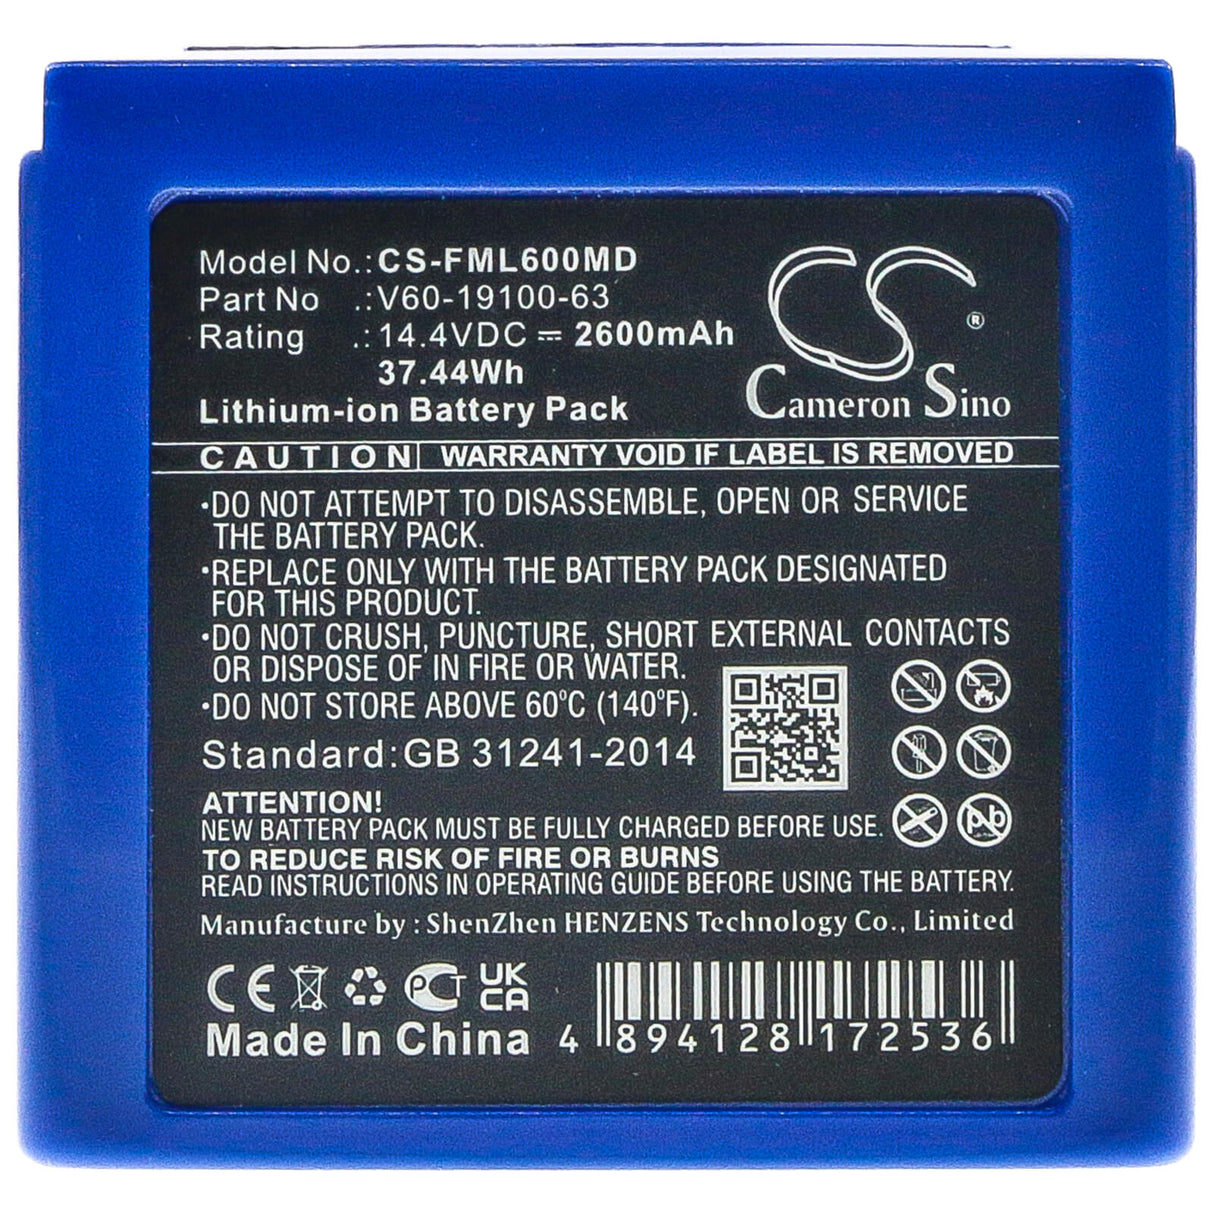 Model No.: CS-FML600MD
Part No .: V60-19100-63
Rating .: 14.4VDC ⎓ 2600mAh
37.44Wh
Lithium-ion Battery Pack
CS ®
Cameron Sino
CAUTION WARRANTY VOID IF LABEL IS REMOVED
·DO NOT ATTEMPT TO DISASSEMBLE, OPEN OR SERVICE
THE BATTERY PACK.
·REPLACE ONLY WITH THE BATTERY PACK DESIGNATED
FOR THIS PRODUCT.
·DO NOT CRUSH, PUNCTURE, SHORT EXTERNAL CONTACTS
OR DISPOSE OF IN FIRE OR WATER.
·DO NOT STORE ABOVE 60°C (140°F).
Standard:GB 31241-2014
ATTENTION!
NEW BATTERY PACK MUST BE FULLY CHARGED BEFORE USE.
Pb
TO REDUCE RISK OF FIRE OR BURNS
READ INSTRUCTIONS IN OPERATING GUIDE BEFORE USING THE BATTERY.
Manufacture by : ShenZhen HENZENS Technology Co., Limited
CE PCT UK CA
Made In China
4 894128 172536